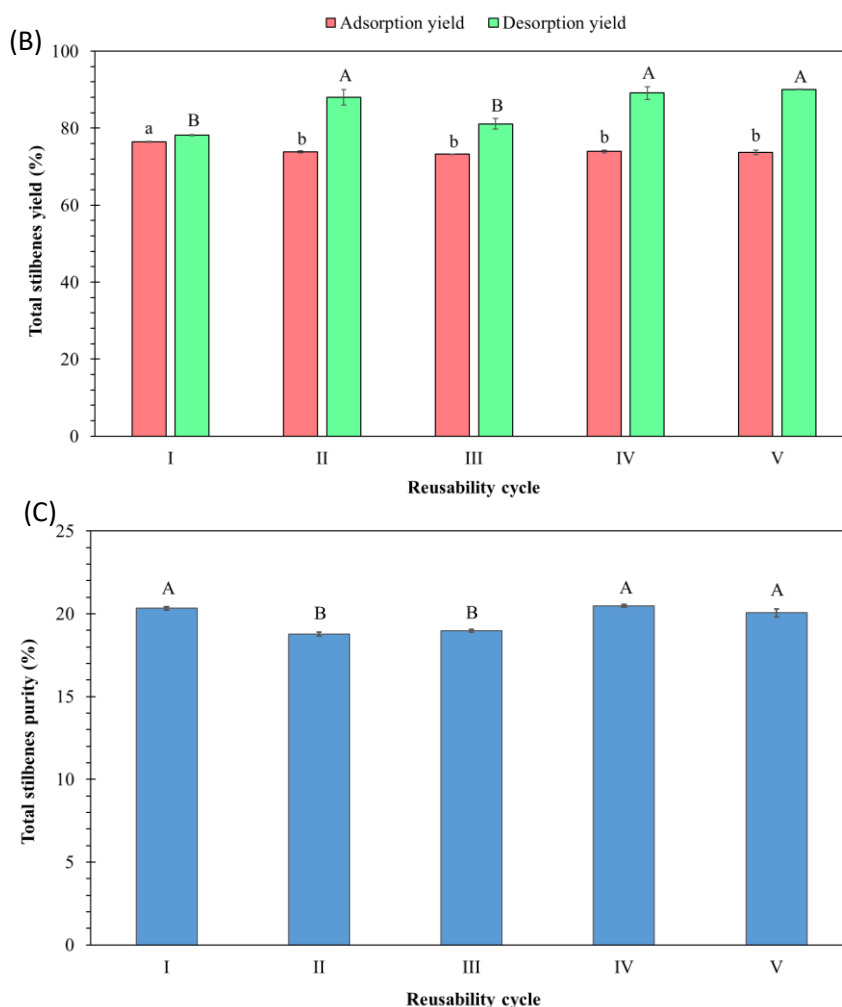 Adsorption yield Desorption yield
(B)
100
80
60
40
20
0
Total stilbenes yield (%)
a B b A b B b A b A
I II III IV V
Reusability cycle
(C)
25
20
15
10
5
0
Total stilbenes purity (%)
A B B A A
I II III IV V
Reusability cycle